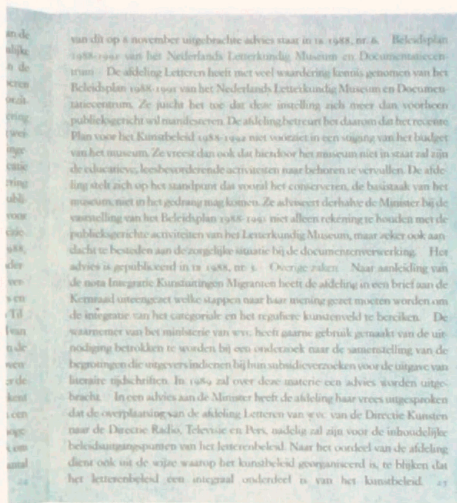 van dit op 8 november uitgebrachte advies staat in IR 1988, nr. 6. Beleidsplan
1988-1992 van het Nederlands Letterkundig Museum en Documentatiecen-
trum De afdeling Letteren heeft met veel waardering kennis genomen van het
Beleidsplan 1988-1992 van het Nederlands Letterkundig Museum en Documen-
tatiecentrum. Ze juicht het toe dat deze instelling zich meer dan voorheen
publieksgericht wil manifesteren. De afdeling betreurt het daarom dat het recente
Plan voor het Kunstbeleid 1988-1992 niet voorziet in een stijging van het budget
van het museum. Ze vreest dan ook dat hierdoor het museum niet in staat zal zijn
de educatieve, leesbevorderende activiteiten naar behoren te vervullen. De afde-
ling stelt zich op het standpunt dat vooral het conserveren, de basistaak van het
museum, niet in het gedrang mag komen. Ze adviseert derhalve de Minister bij de
vaststelling van het Beleidsplan 1988-1992 niet alleen rekening te houden met de
publieksgerichte activiteiten van het Letterkundig Museum, maar zeker ook aan-
dacht te besteden aan de zorgelijke situatie bij de documentenverwerking. Het
advies is gepubliceerd in IR 1988, nr. 5. Overige zaken Naar aanleiding van
de nota Integratie Kunstuitingen Migranten heeft de afdeling in een brief aan de
Kernraad uiteengezet welke stappen naar haar mening gezet moeten worden om
de integratie van het categoriale en het reguliere kunstenveld te bereiken. De
waarnemer van het ministerie van WVC heeft gaarne gebruik gemaakt van de uit-
nodiging betrokken te worden bij een onderzoek naar de samenstelling van de
begrotingen die uitgevers indienen bij hun subsidieverzoeken voor de uitgave van
literaire tijdschriften. In 1989 zal over deze materie een advies worden uitge-
bracht. In een advies aan de Minister heeft de afdeling haar vrees uitgesproken
dat de overplaatsing van de afdeling Letteren van WVC van de Directie Kunsten
naar de Directie Radio, Televisie en Pers, nadelig zal zijn voor de inhoudelijke
beleidsuitgangspunten van het letterenbeleid. Naar het oordeel van de afdeling
dient ook uit de wijze waarop het kunstbeleid georganiseerd is, te blijken dat
het letterenbeleid een integraal onderdeel is van het kunstbeleid. 25